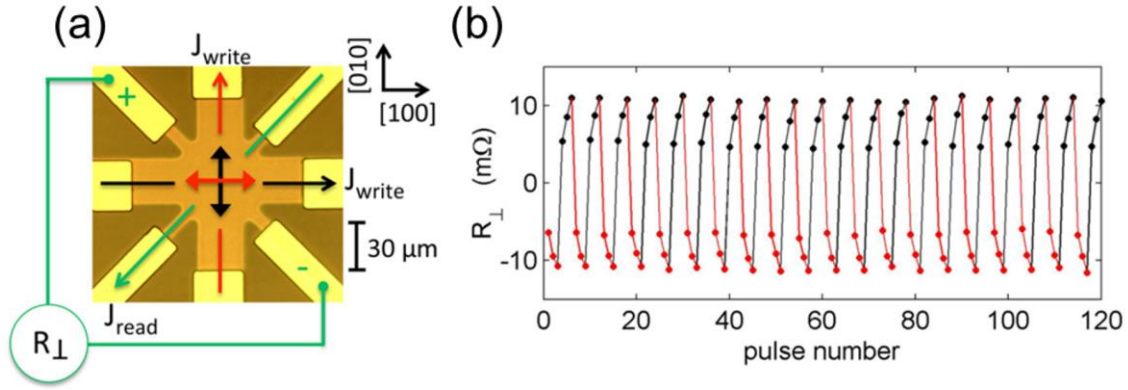 (a)
J_write
[010]
[100]
+
J_write
30 μm
-
J_read
R⊥
(b)
R⊥ (mΩ)
10
0
-10
0 20 40 60 80 100 120
pulse number